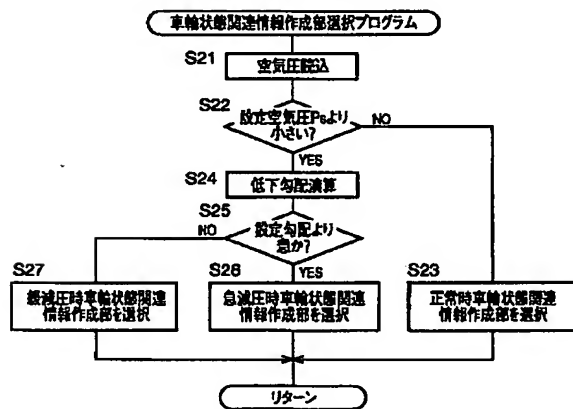 車輪状態関連情報作成部選択プログラム
S21
空気圧読込
S22
設定空気圧Psより
小さい?
NO
YES
S24
低下勾配演算
S25
設定勾配より
急か?
NO
YES
S27
緩減圧時車輪状態関連
情報作成部を選択
S26
急減圧時車輪状態関連
情報作成部を選択
S23
正常時車輪状態関連
情報作成部を選択
リターン